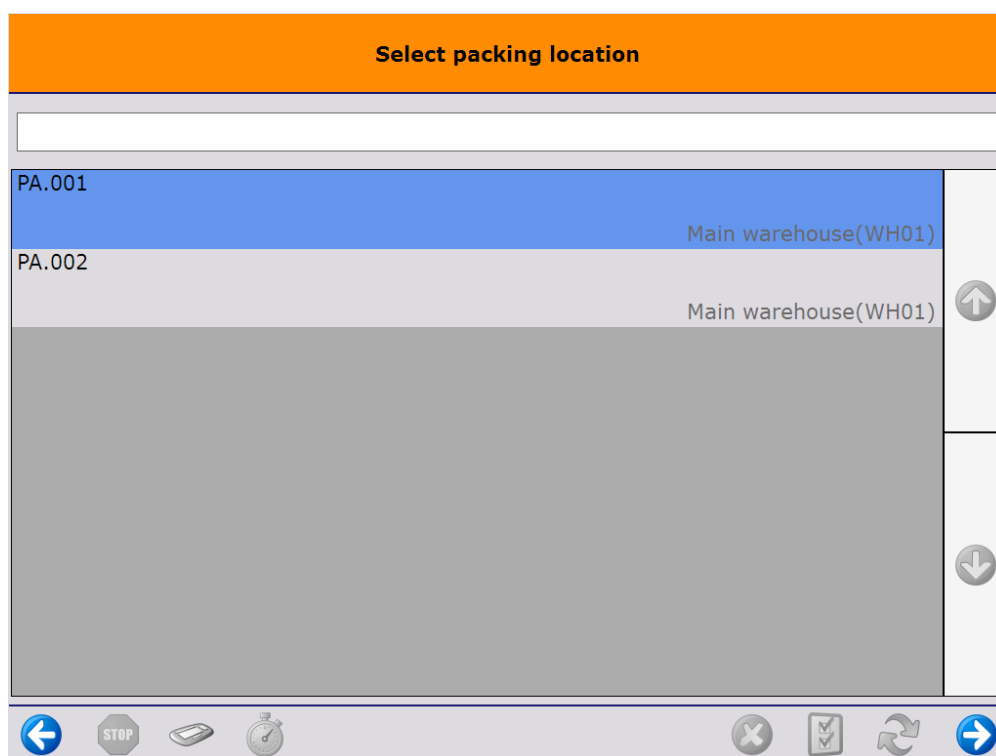 Select packing location
PA.001
Main warehouse(WH01)
PA.002
Main warehouse(WH01)
STOP